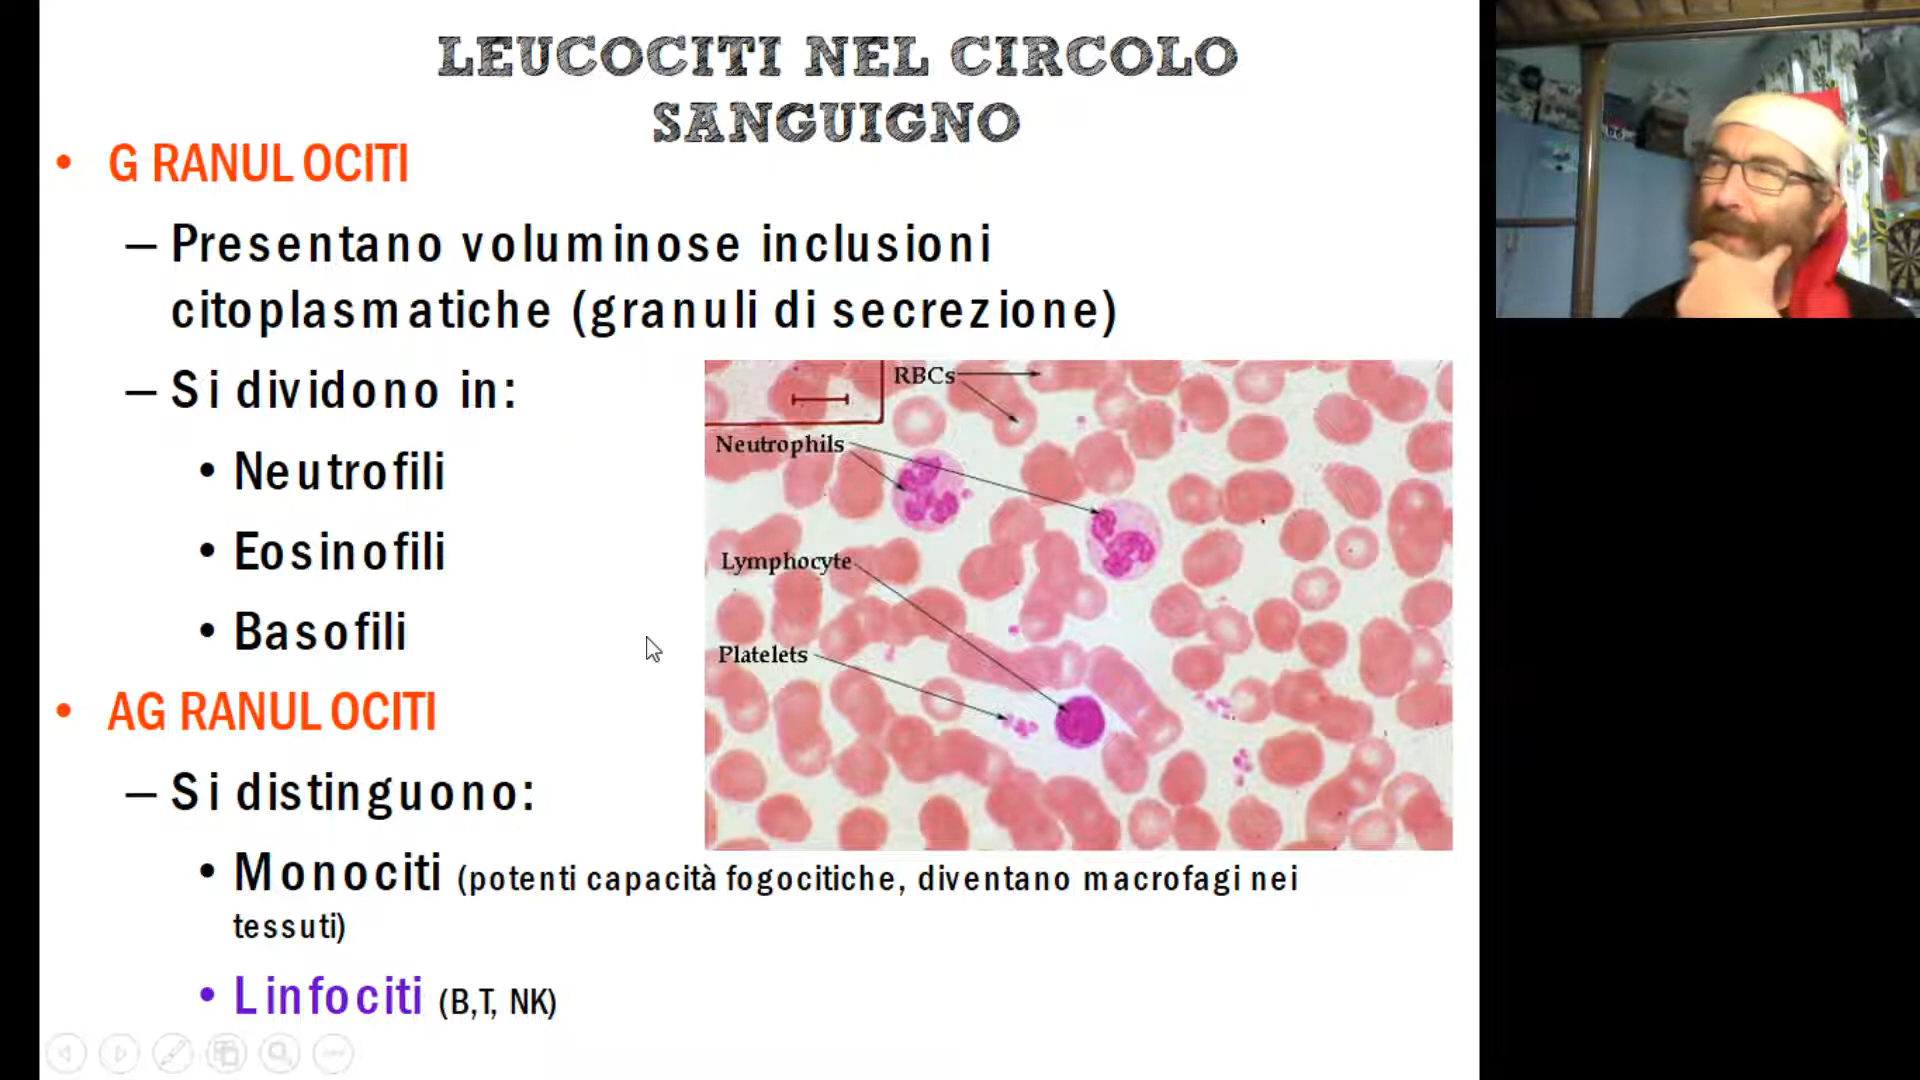 LEUCOCITI NEL CIRCOLO
SANGUIGNO
• GRANULOCITI
– Presentano voluminose inclusioni
citoplasmatiche (granuli di secrezione)
– Si dividono in:
• Neutrofili
• Eosinofili
• Basofili
• AGRANULOCITI
– Si distinguono:
• Monociti (potenti capacità fogocitiche, diventano macrofagi nei
tessuti)
• Linfociti (B,T, NK)
RBCs
Neutrophils
Lymphocyte
Platelets